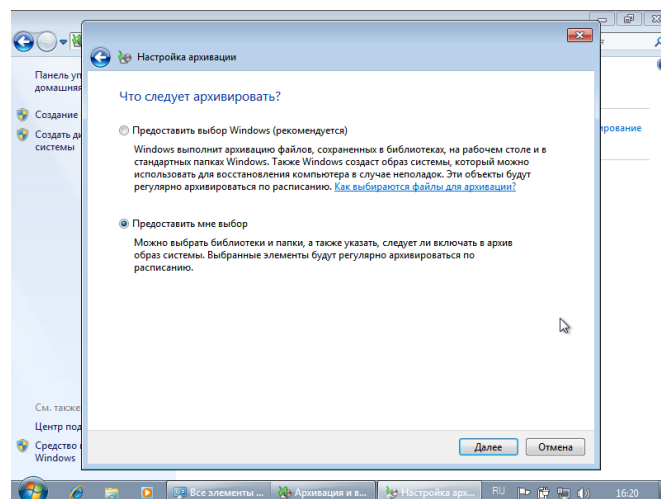 Настройка архивации
Панель уп
домашняя
Что следует архивировать?
Создание
Создать ди
системы
Предоставить выбор Windows (рекомендуется)
ирование
Windows выполнит архивацию файлов, сохраненных в библиотеках, на рабочем столе и в
стандартных папках Windows. Также Windows создаст образ системы, который можно
использовать для восстановления компьютера в случае неполадок. Эти объекты будут
регулярно архивироваться по расписанию. Как выбираются файлы для архивации?
Предоставить мне выбор
Можно выбрать библиотеки и папки, а также указать, следует ли включать в архив
образ системы. Выбранные элементы будут регулярно архивироваться по
расписанию.
См. также
Центр под
Средство
Windows
Далее
Отмена
Все элементы ...
Архивация и в...
Настройка арх...
RU
16:20